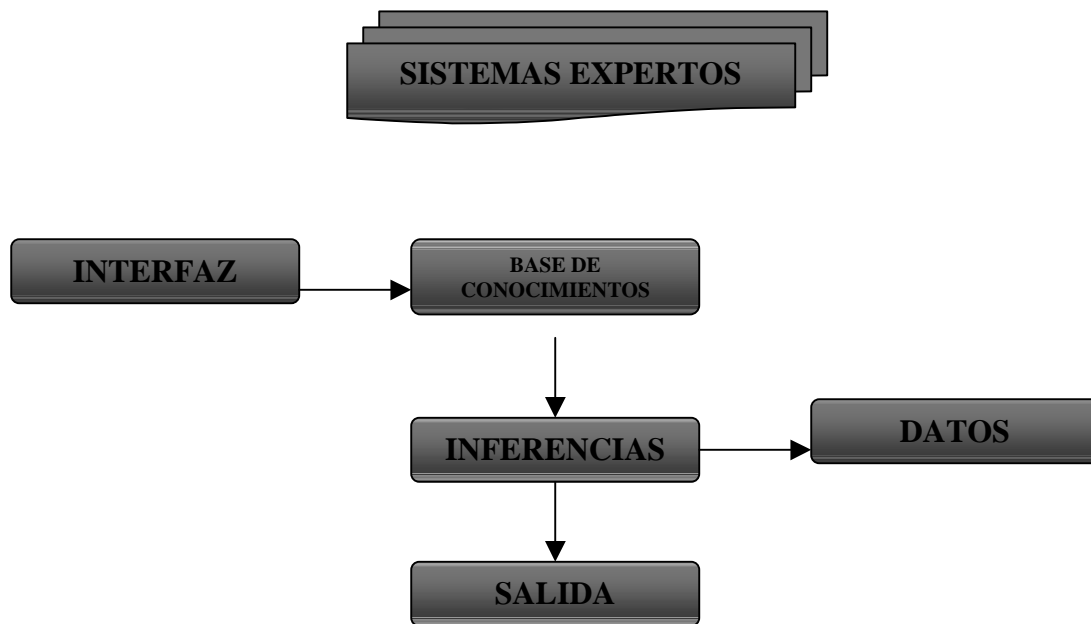 SISTEMAS EXPERTOS
INTERFAZ
BASE DE
CONOCIMIENTOS
INFERENCIAS
DATOS
SALIDA